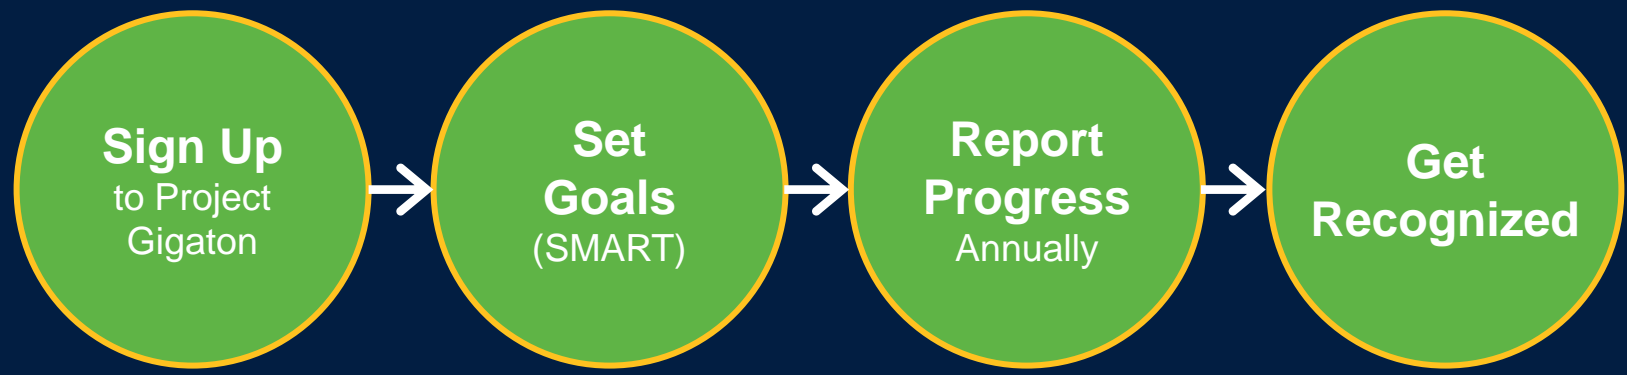 Sign Up
to Project
Gigaton
Set
Goals
(SMART)
Report
Progress
Annually
Get
Recognized